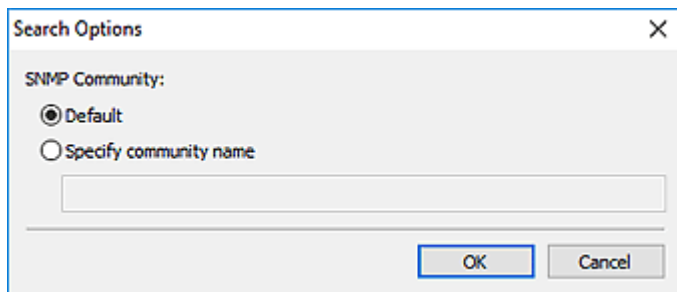 Search Options
SNMP Community:
Default
Specify community name
OK Cancel